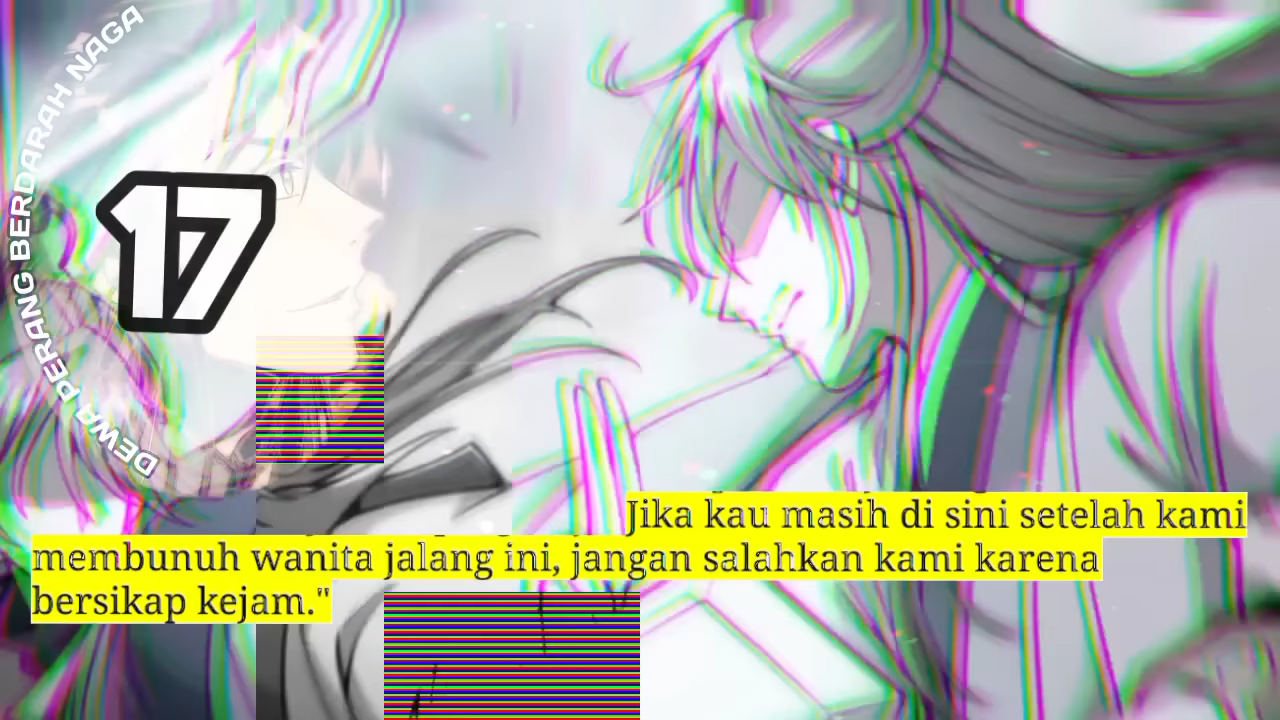 DEWA PERANG BERDARAH NAGA
17
Jika kau masih di sini setelah kami
membunuh wanita jalang ini, jangan salahkan kami karena
bersikap kejam."